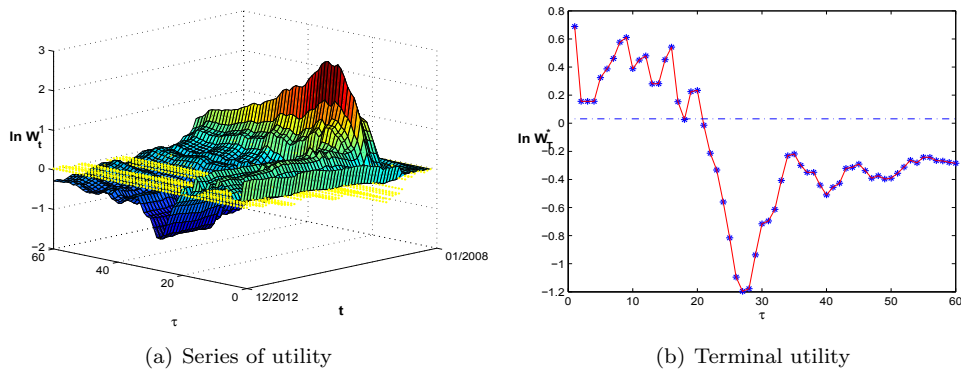 3
2
1
0
−1
−2
ln W*t
60
40
20
0
12/2012
01/2008
τ
t
(a) Series of utility
0.8
0.6
0.4
0.2
0
−0.2
−0.4
−0.6
−0.8
−1
−1.2
ln W*T
0 10 20 30 40 50 60
τ
(b) Terminal utility